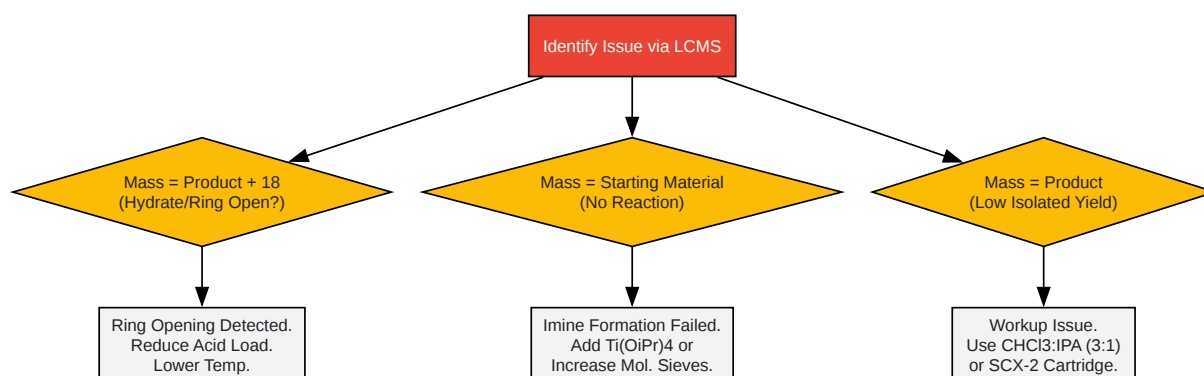 Identify Issue via LCMS
Mass = Product + 18
(Hydrate/Ring Open?)
Mass = Starting Material
(No Reaction)
Mass = Product
(Low Isolated Yield)
Ring Opening Detected.
Reduce Acid Load.
Lower Temp.
Imine Formation Failed.
Add Ti(OiPr)4 or
Increase Mol. Sieves.
Workup Issue.
Use CHCl3:IPA (3:1)
or SCX-2 Cartridge.